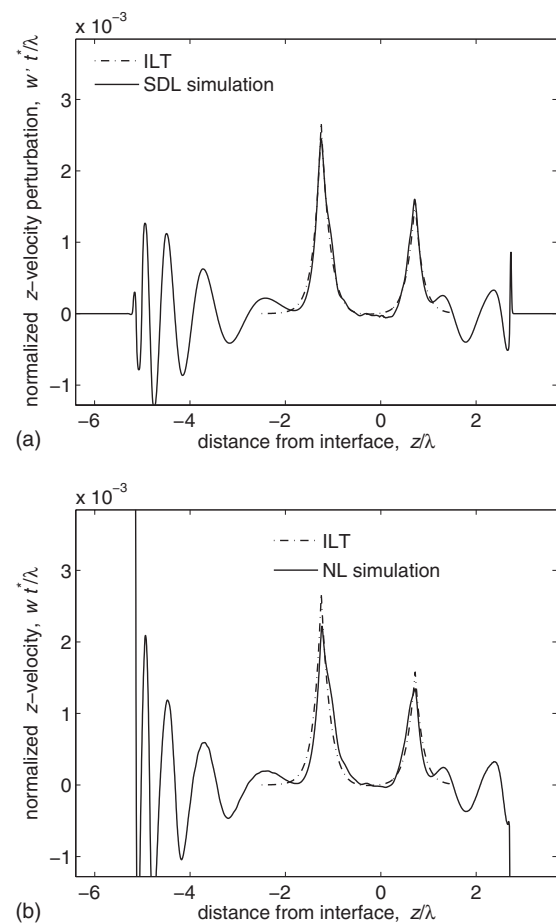 x 10⁻³
ILT
SDL simulation
3
2
1
0
−1
normalized z−velocity perturbation, w' t*/λ
−6 −4 −2 0 2
distance from interface, z/λ
(a)
x 10⁻³
ILT
NL simulation
3
2
1
0
−1
normalized z−velocity, w t*/λ
−6 −4 −2 0 2
distance from interface, z/λ
(b)